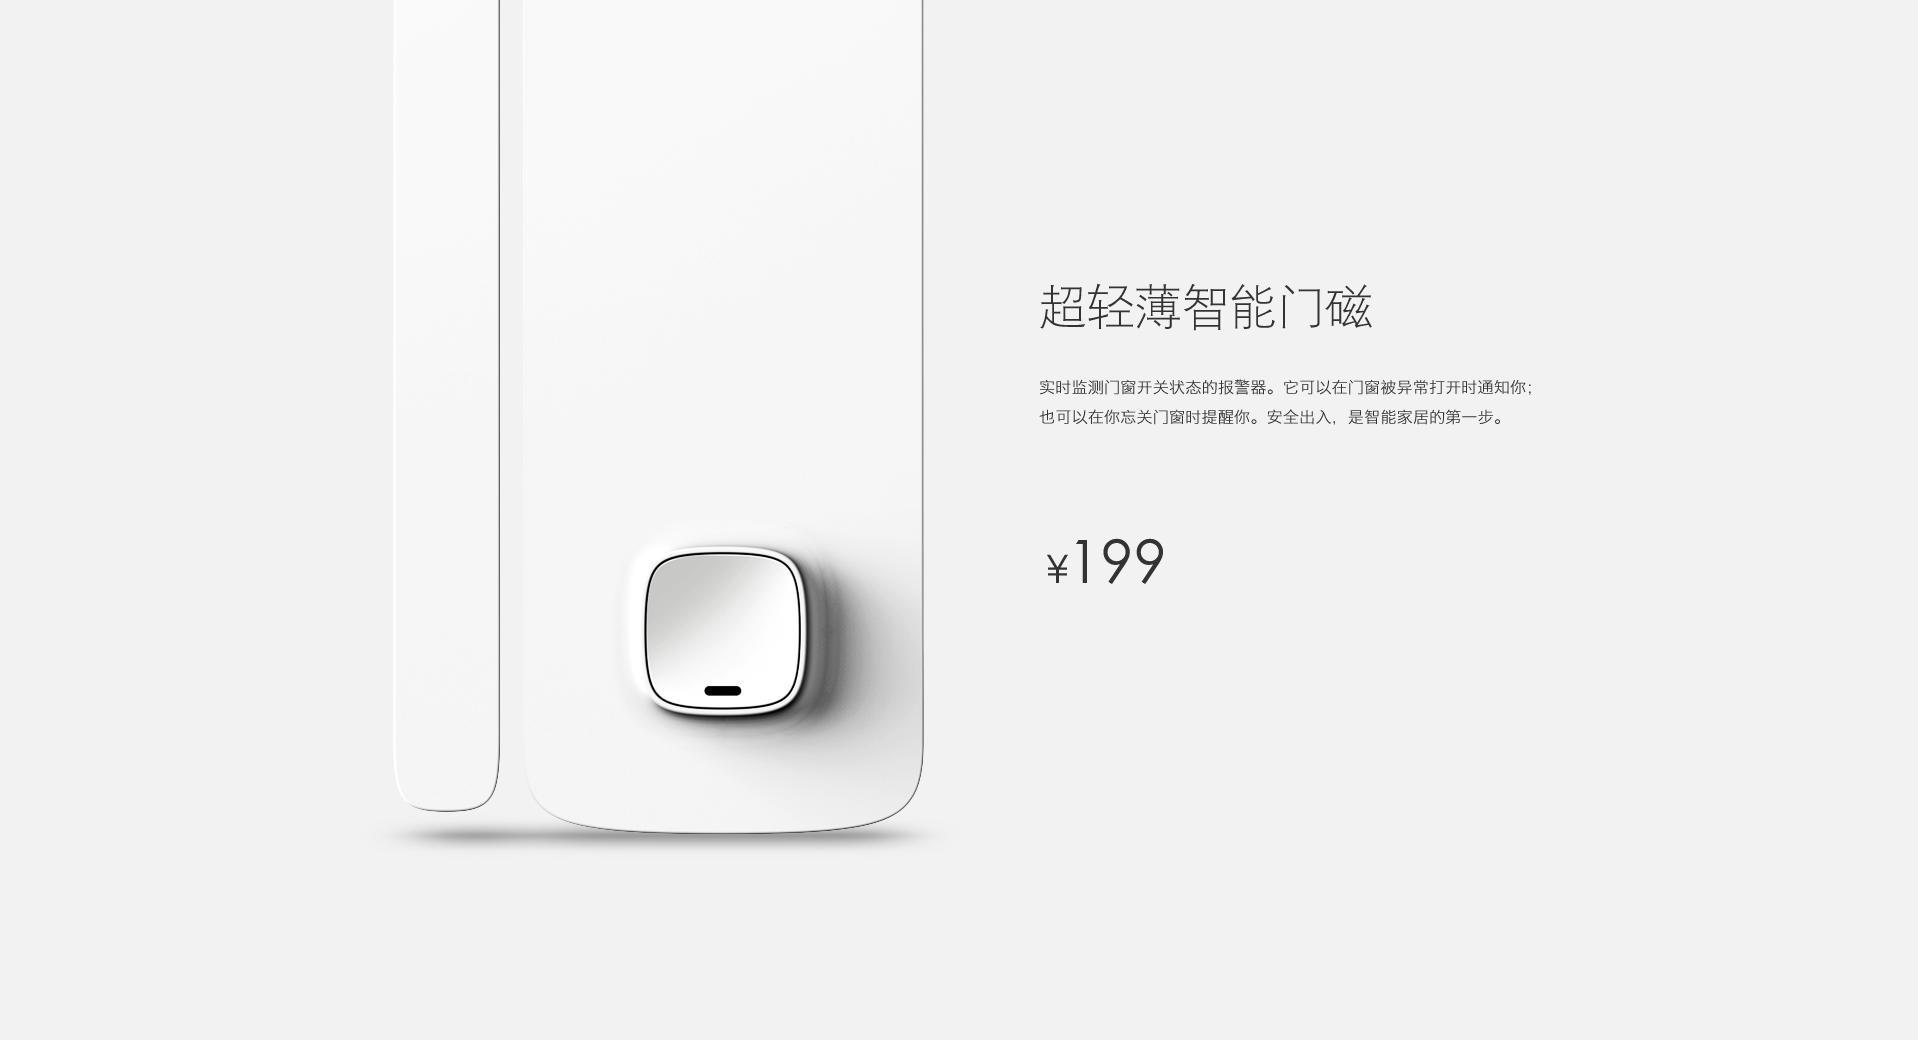 超轻薄智能门磁
实时监测门窗开关状态的报警器。它可以在门窗被异常打开时通知你；
也可以在你忘关门窗时提醒你。安全出入，是智能家居的第一步。
¥199